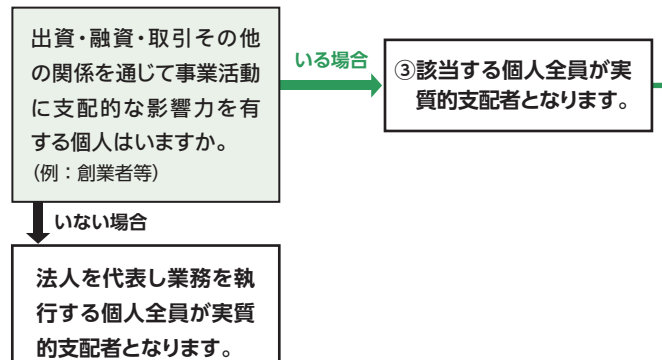 出資・融資・取引その他
の関係を通じて事業活動
に支配的な影響力を有
する個人はいますか。
(例：創業者等)
いる場合
③該当する個人全員が実
質的支配者となります。
いない場合
法人を代表し業務を執
行する個人全員が実質
的支配者となります。